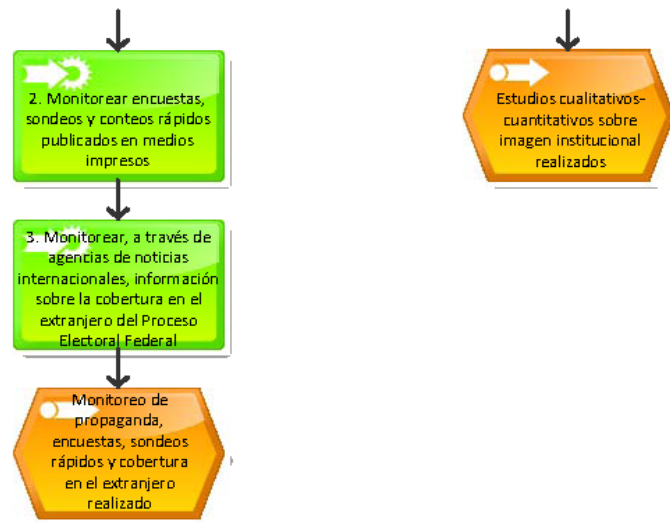 2. Monitorear encuestas,
sondeos y conteos rápidos
publicados en medios
impresos
Estudios cualitativos-
cuantitativos sobre
imagen institucional
realizados
3. Monitorear, a través de
agencias de noticias
internacionales, información
sobre la cobertura en el
extranjero del Proceso
Electoral Federal
Monitoreo de
propaganda,
encuestas, sondeos
rápidos y cobertura
en el extranjero
realizado